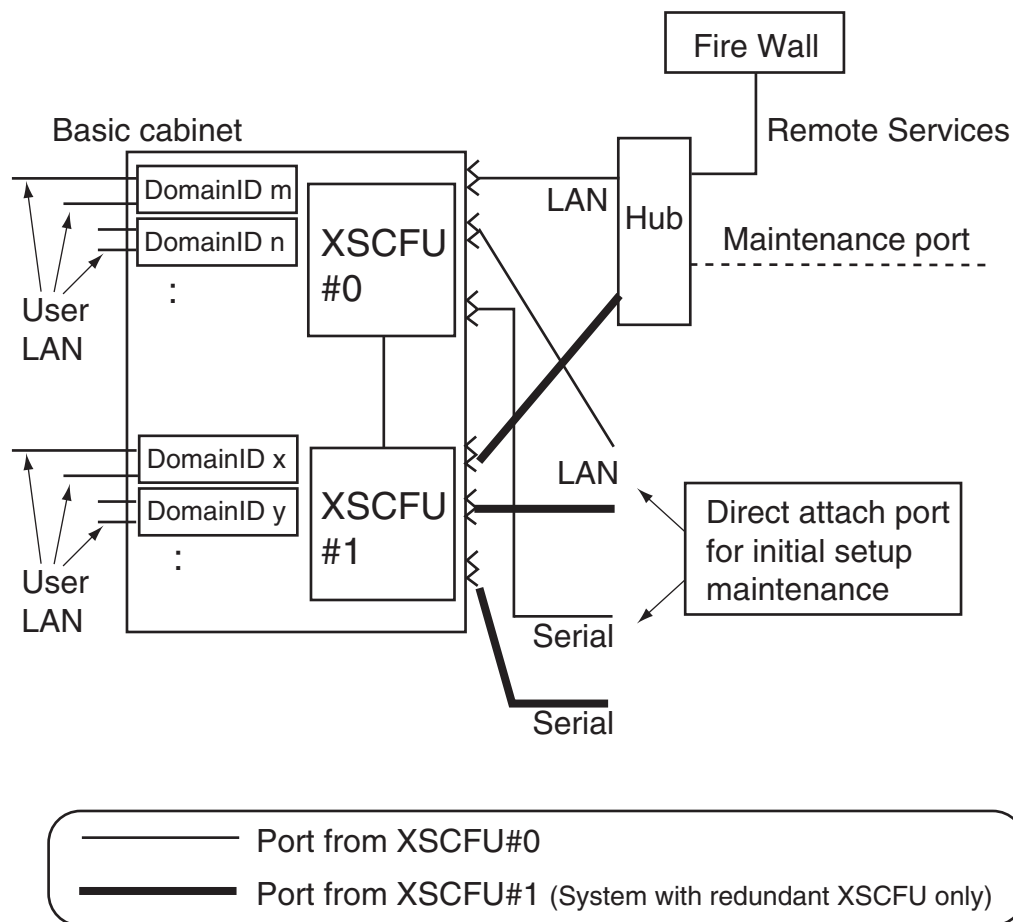 Fire Wall
Basic cabinet
Remote Services
DomainID m
LAN
Hub
XSCFU
#0
DomainID n
Maintenance port
:
User
LAN
DomainID x
LAN
XSCFU
#1
DomainID y
Direct attach port
for initial setup
maintenance
:
User
LAN
Serial
Serial
Port from XSCFU#0
Port from XSCFU#1 (System with redundant XSCFU only)